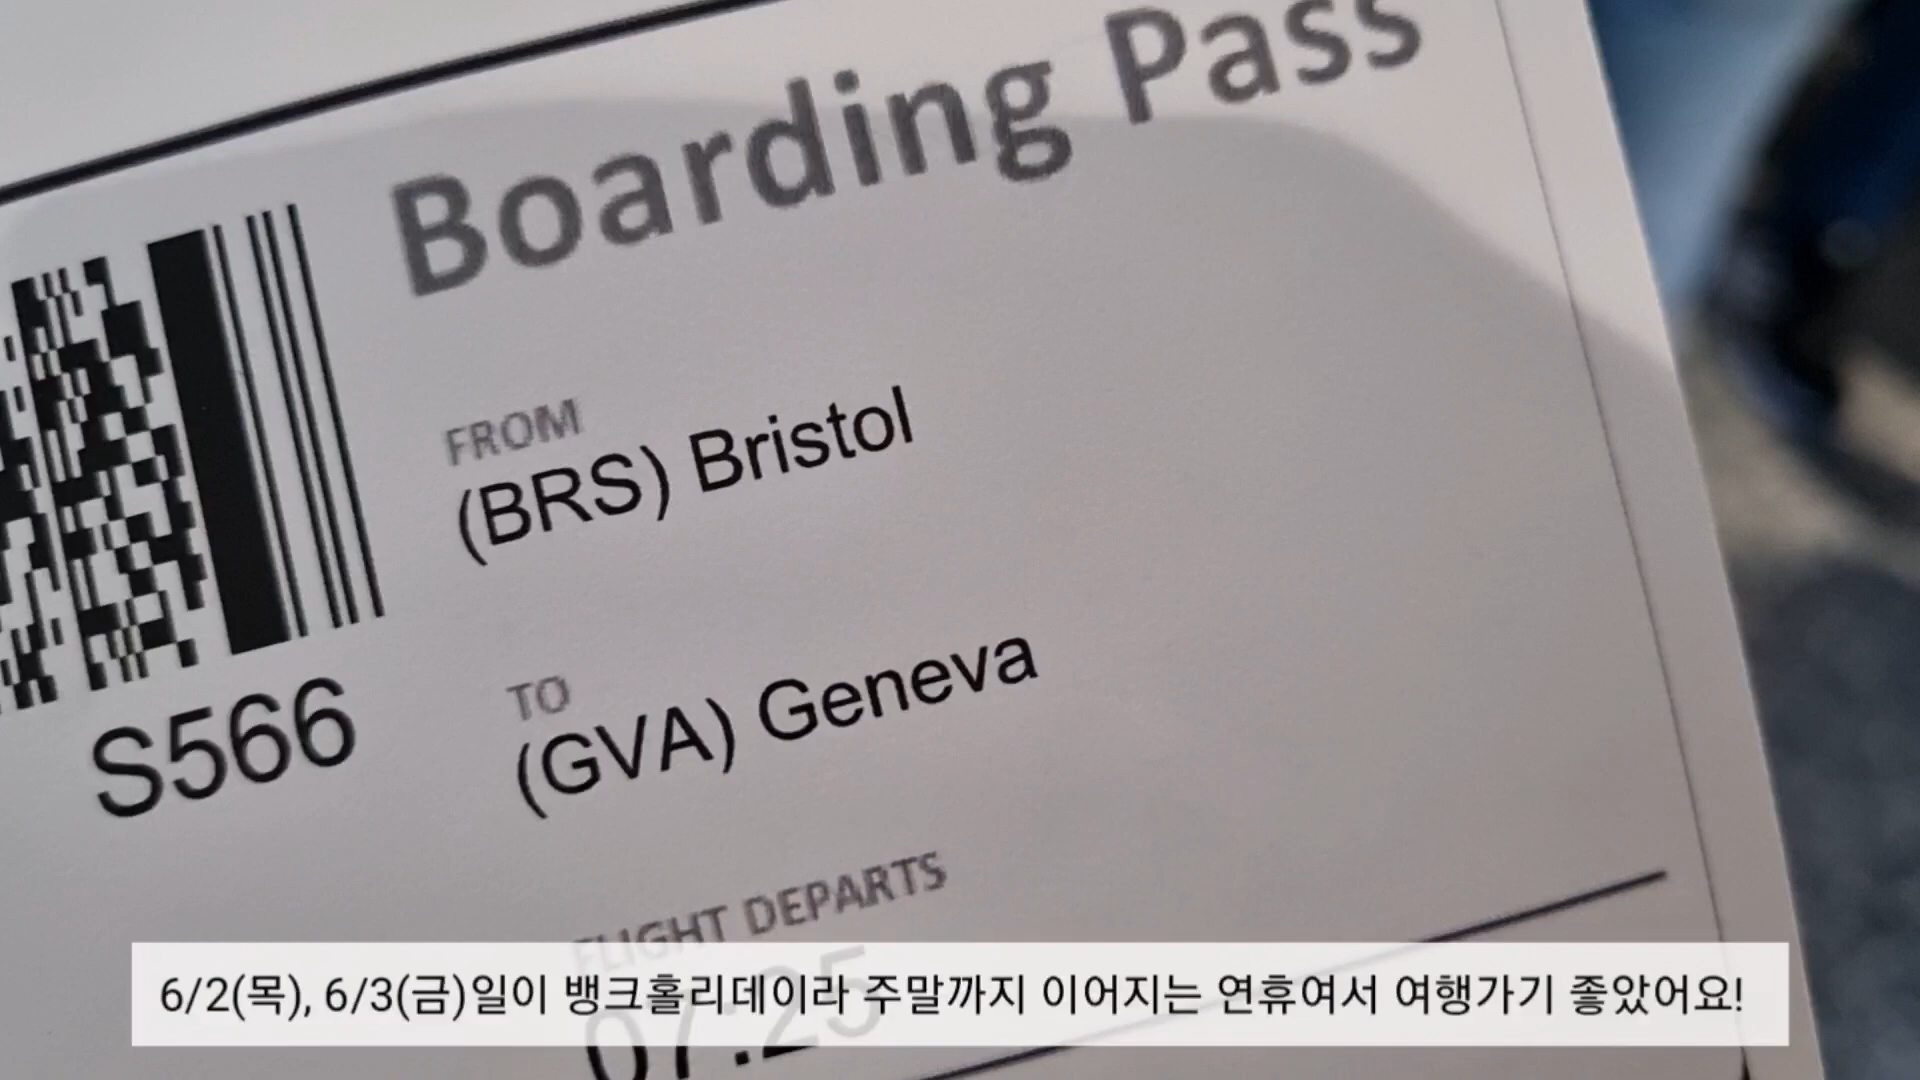 Boarding Pass
FROM
(BRS) Bristol
TO
(GVA) Geneva
S566
FLIGHT DEPARTS
07:25
6/2(목), 6/3(금)일이 뱅크홀리데이라 주말까지 이어지는 연휴여서 여행가기 좋았어요!